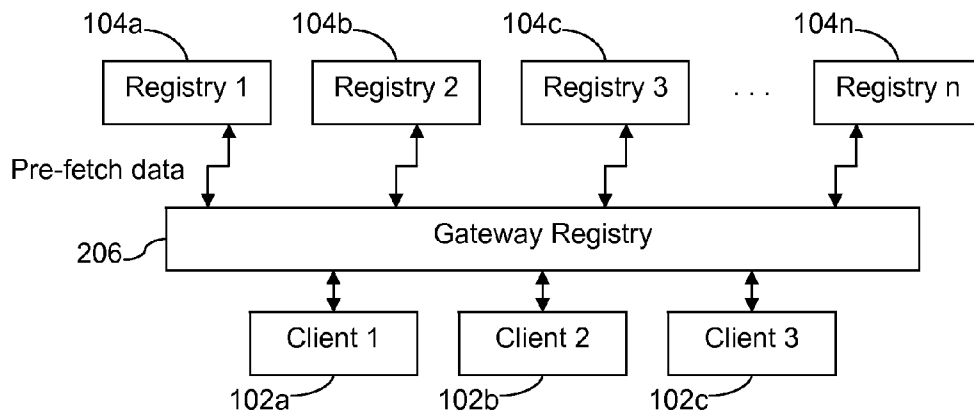 104a 104b 104c 104n
Registry 1 Registry 2 Registry 3 . . . Registry n
Pre-fetch data
Gateway Registry
206
Client 1 Client 2 Client 3
102a 102b 102c